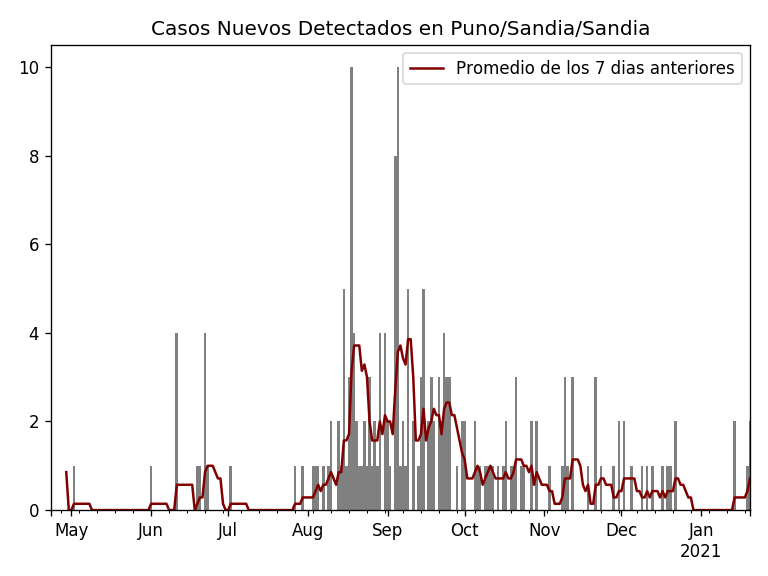 Casos Nuevos Detectados en Puno/Sandia/Sandia
Promedio de los 7 dias anteriores
10
8
6
4
2
0
May Jun Jul Aug Sep Oct Nov Dec Jan
2021